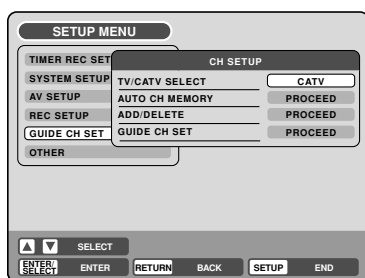 SETUP MENU
TIMER REC SET
SYSTEM SETUP
AV SETUP
REC SETUP
GUIDE CH SET
OTHER
CH SETUP
TV/CATV SELECT CATV
AUTO CH MEMORY PROCEED
ADD/DELETE PROCEED
GUIDE CH SET PROCEED
SELECT
ENTER/SELECT ENTER RETURN BACK SETUP END